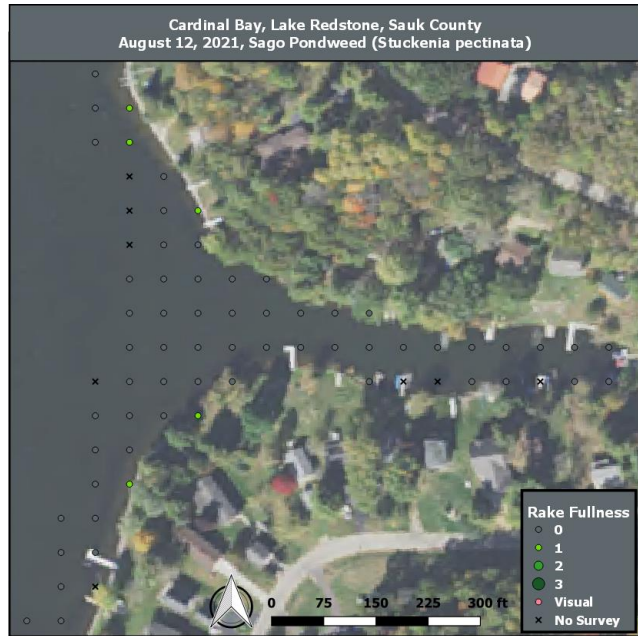 Cardinal Bay, Lake Redstone, Sauk County
August 12, 2021, Sago Pondweed (Stuckenia pectinata)
Rake Fullness
0
1
2
3
Visual
No Survey
0 75 150 225 300 ft